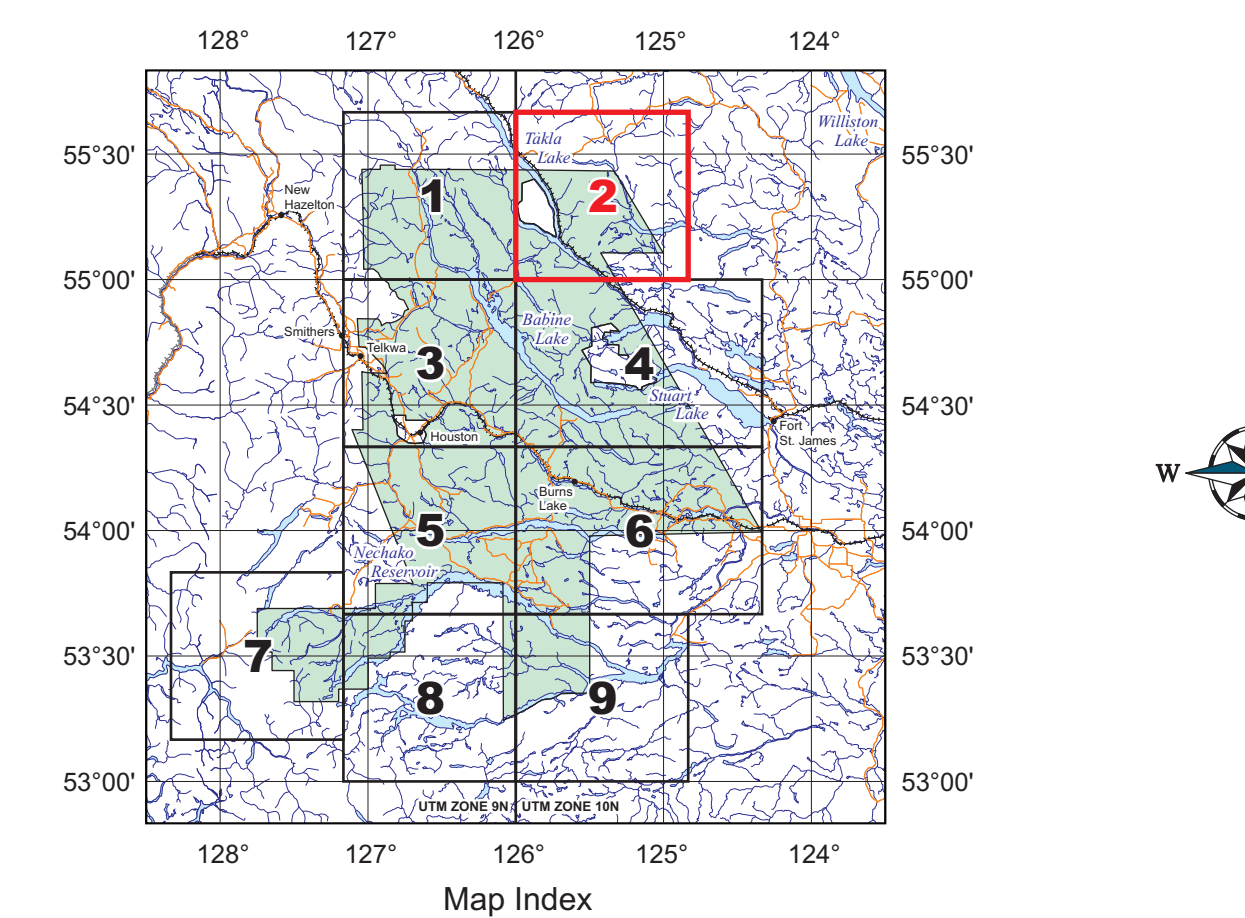 128° 127° 126° 125° 124°
Williston
Lake
Takla
Lake
55°30' 55°30'
1 2
New
Hazelton
55°00' 55°00'
Babine
Lake
Smithers
Telkwa
3 4
Stuart
Lake
54°30' 54°30'
Fort
St. James
Houston
Burns
Lake
54°00' 5 6 54°00'
Nechako
Reservoir
53°30' 7 53°30'
8 9
53°00' 53°00'
UTM ZONE 9N UTM ZONE 10N
128° 127° 126° 125° 124°
Map Index
W